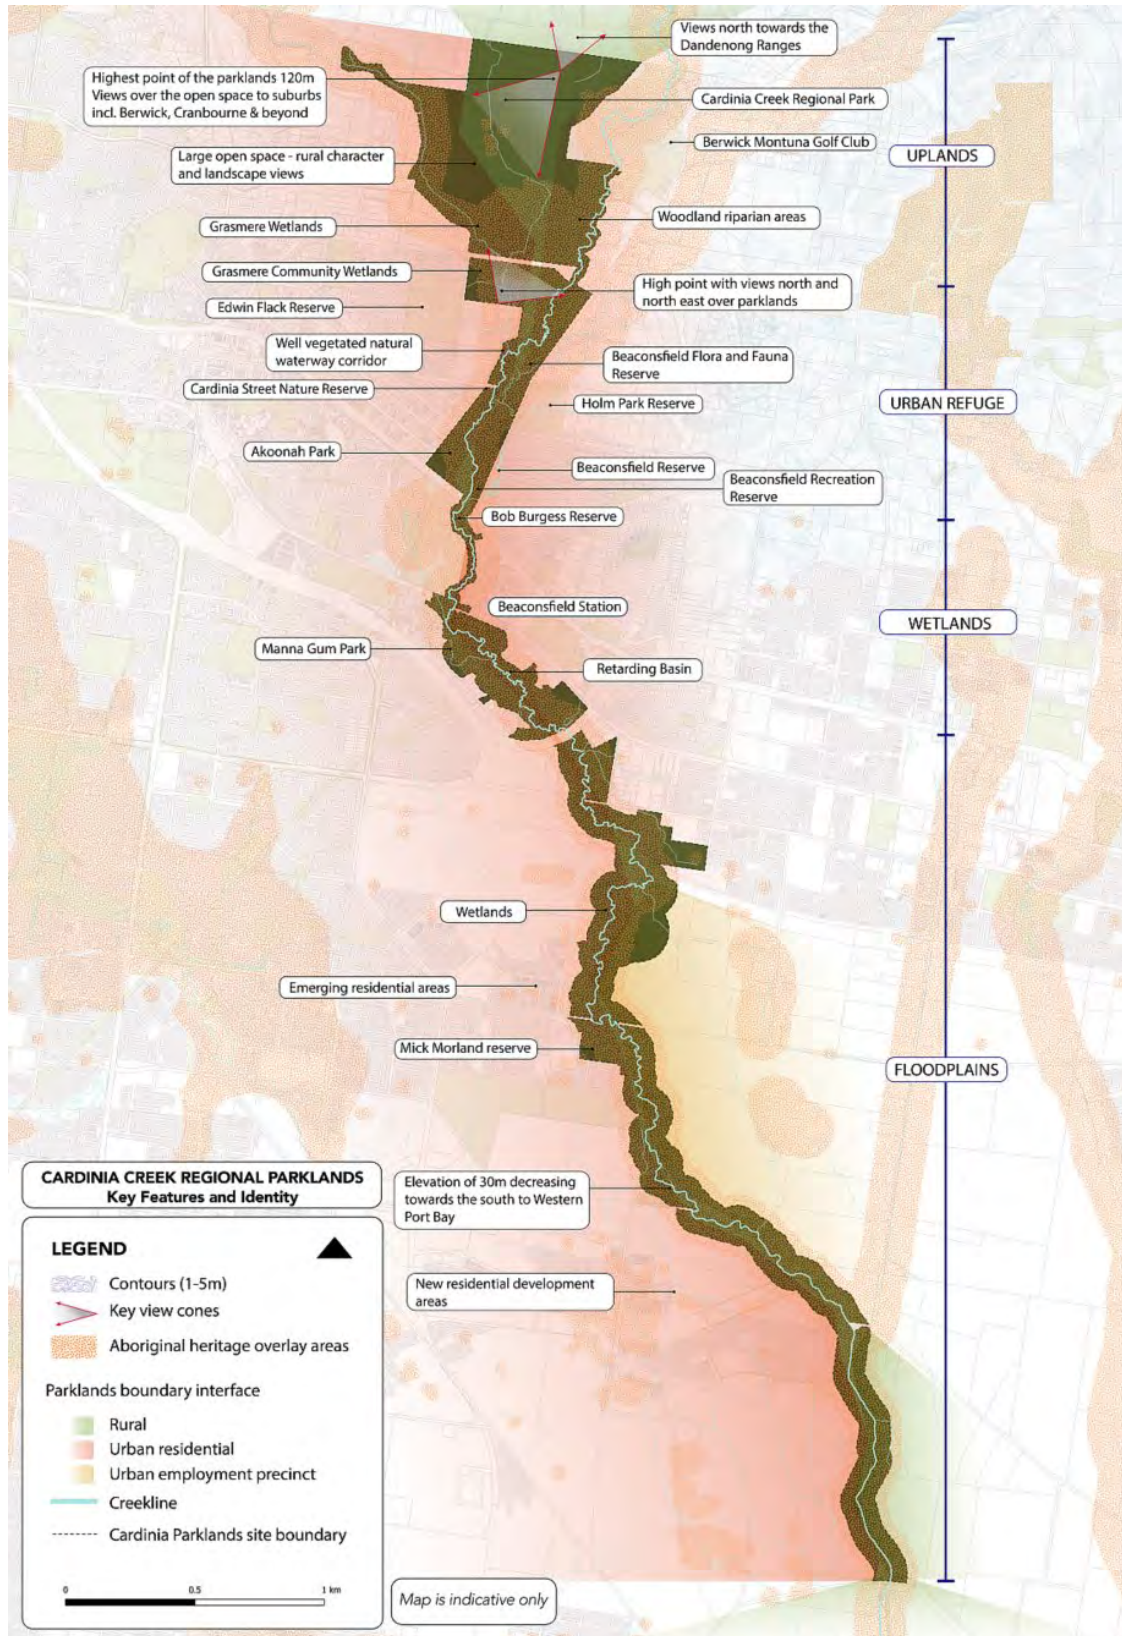 Views north towards the
Dandenong Ranges
Highest point of the parklands 120m
Views over the open space to suburbs
incl. Berwick, Cranbourne & beyond
Cardinia Creek Regional Park
Berwick Montuna Golf Club
UPLANDS
Large open space - rural character
and landscape views
Woodland riparian areas
Grasmere Wetlands
Grasmere Community Wetlands
High point with views north and
north east over parklands
Edwin Flack Reserve
Well vegetated natural
waterway corridor
Beaconsfield Flora and Fauna
Reserve
Cardinia Street Nature Reserve
Holm Park Reserve
URBAN REFUGE
Akoonah Park
Beaconsfield Reserve
Beaconsfield Recreation
Reserve
Bob Burgess Reserve
Beaconsfield Station
WETLANDS
Manna Gum Park
Retarding Basin
Wetlands
Emerging residential areas
Mick Morland reserve
FLOODPLAINS
Elevation of 30m decreasing
towards the south to Western
Port Bay
New residential development
areas
CARDINIA CREEK REGIONAL PARKLANDS
Key Features and Identity
LEGEND
Contours (1-5m)
Key view cones
Aboriginal heritage overlay areas
Parklands boundary interface
Rural
Urban residential
Urban employment precinct
Creekline
Cardinia Parklands site boundary
0 0.5 1 km
Map is indicative only